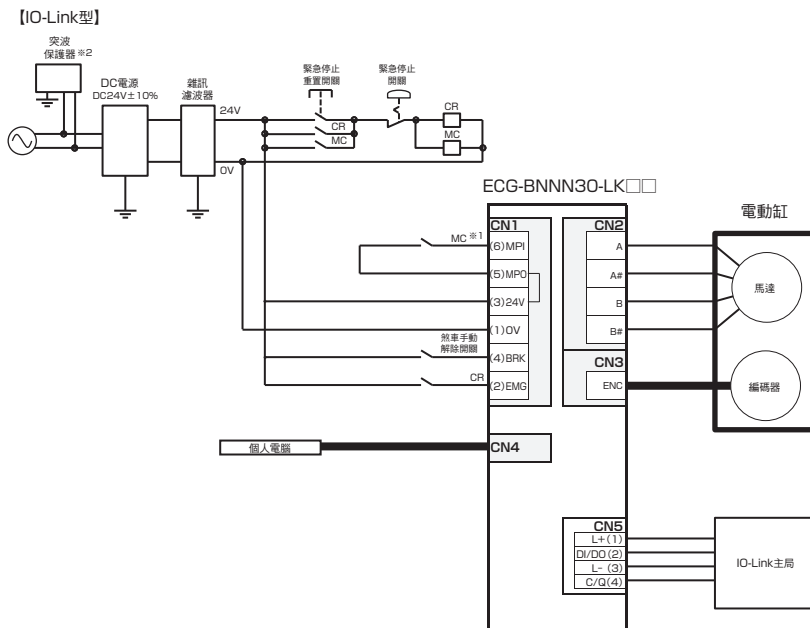 【IO-Link型】
突波
保護器※2
DC電源
DC24V±10%
雜訊
濾波器
24V
0V
緊急停止
重置開關
緊急停止
開關
CR
MC
CR
MC
ECG-BNNN30-LK□□
電動缸
CN1
MC ※1
(6)MPI
(5)MPO
(3)24V
(1)0V
煞車手動
解除開關
(4)BRK
CR
(2)EMG
CN2
A
A#
B
B#
馬達
CN3
ENC
編碼器
個人電腦
CN4
CN5
L+(1)
DI/DO(2)
L-(3)
C/Q(4)
IO-Link主局